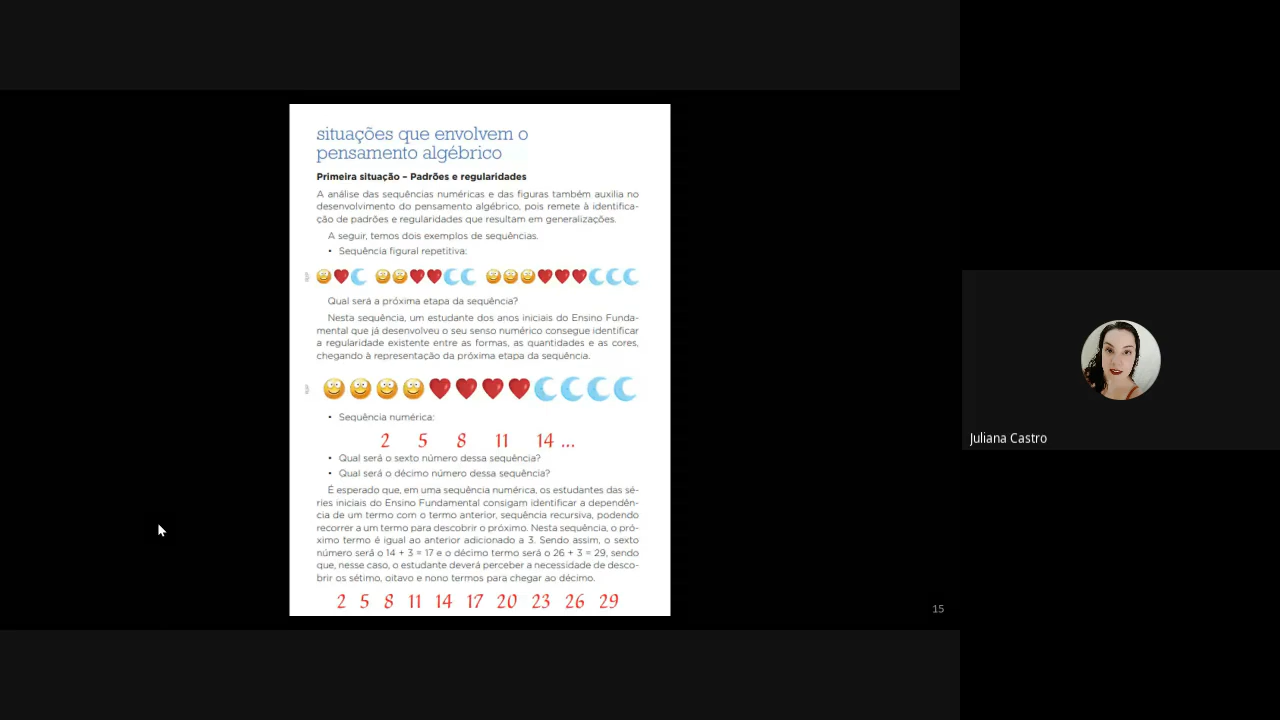 situações que envolvem o
pensamento algébrico
Primeira situação – Padrões e regularidades
A análise das sequências numéricas e das figuras também auxilia no
desenvolvimento do pensamento algébrico, pois remete à identifica-
ção de padrões e regularidades que resultam em generalizações.
A seguir, temos dois exemplos de sequências.
• Sequência figural repetitiva:
Qual será a próxima etapa da sequência?
Nesta sequência, um estudante dos anos iniciais do Ensino Funda-
mental que já desenvolveu o seu senso numérico consegue identificar
a regularidade existente entre as formas, as quantidades e as cores,
chegando à representação da próxima etapa da sequência.
• Sequência numérica:
2 5 8 11 14 ...
• Qual será o sexto número dessa sequência?
• Qual será o décimo número dessa sequência?
É esperado que, em uma sequência numérica, os estudantes das sé-
ries iniciais do Ensino Fundamental consigam identificar a dependên-
cia de um termo com o termo anterior, sequência recursiva, podendo
recorrer a um termo para descobrir o próximo. Nesta sequência, o pró-
ximo termo é igual ao anterior adicionado a 3. Sendo assim, o sexto
número será o 14 + 3 = 17 e o décimo termo será o 26 + 3 = 29, sendo
que, nesse caso, o estudante deverá perceber a necessidade de desco-
brir os sétimo, oitavo e nono termos para chegar ao décimo.
2 5 8 11 14 17 20 23 26 29
15
Juliana Castro